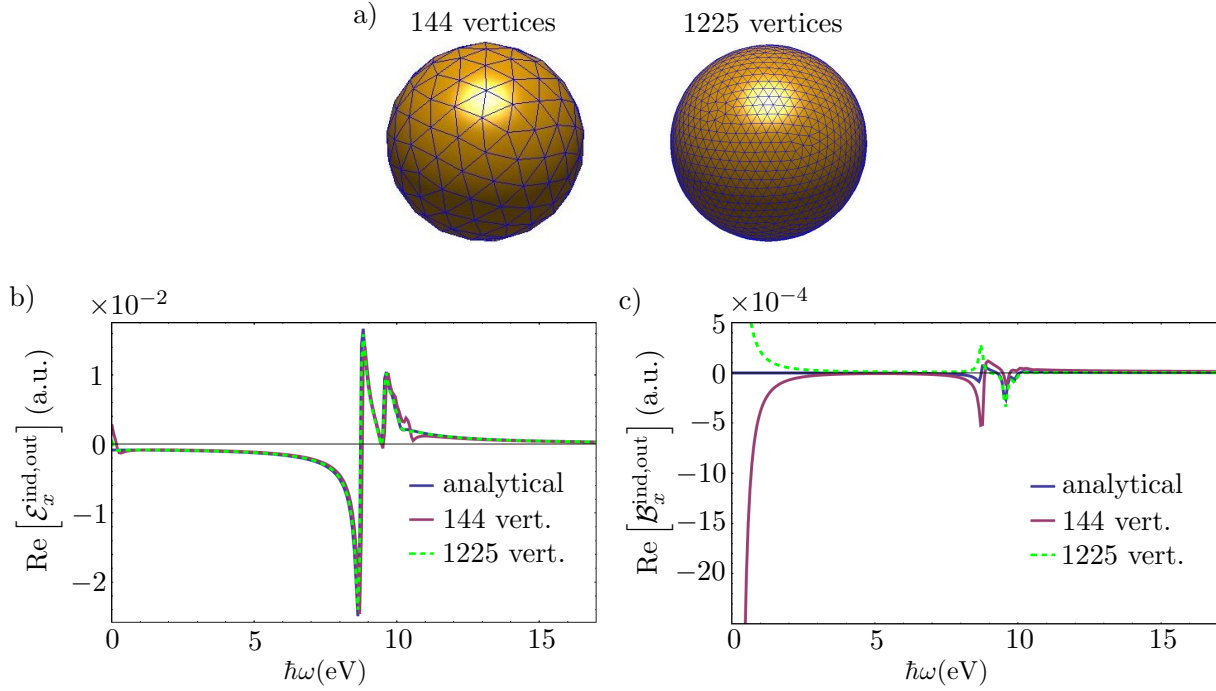 a)
144 vertices
1225 vertices
b)
×10⁻²
Re [ℰₓ^{ind,out}] (a.u.)
1
0
−1
−2
analytical
144 vert.
1225 vert.
0
5
10
15
ħω(eV)
c)
×10⁻⁴
Re [ℬₓ^{ind,out}] (a.u.)
5
0
−5
−10
−15
−20
analytical
144 vert.
1225 vert.
0
5
10
15
ħω(eV)